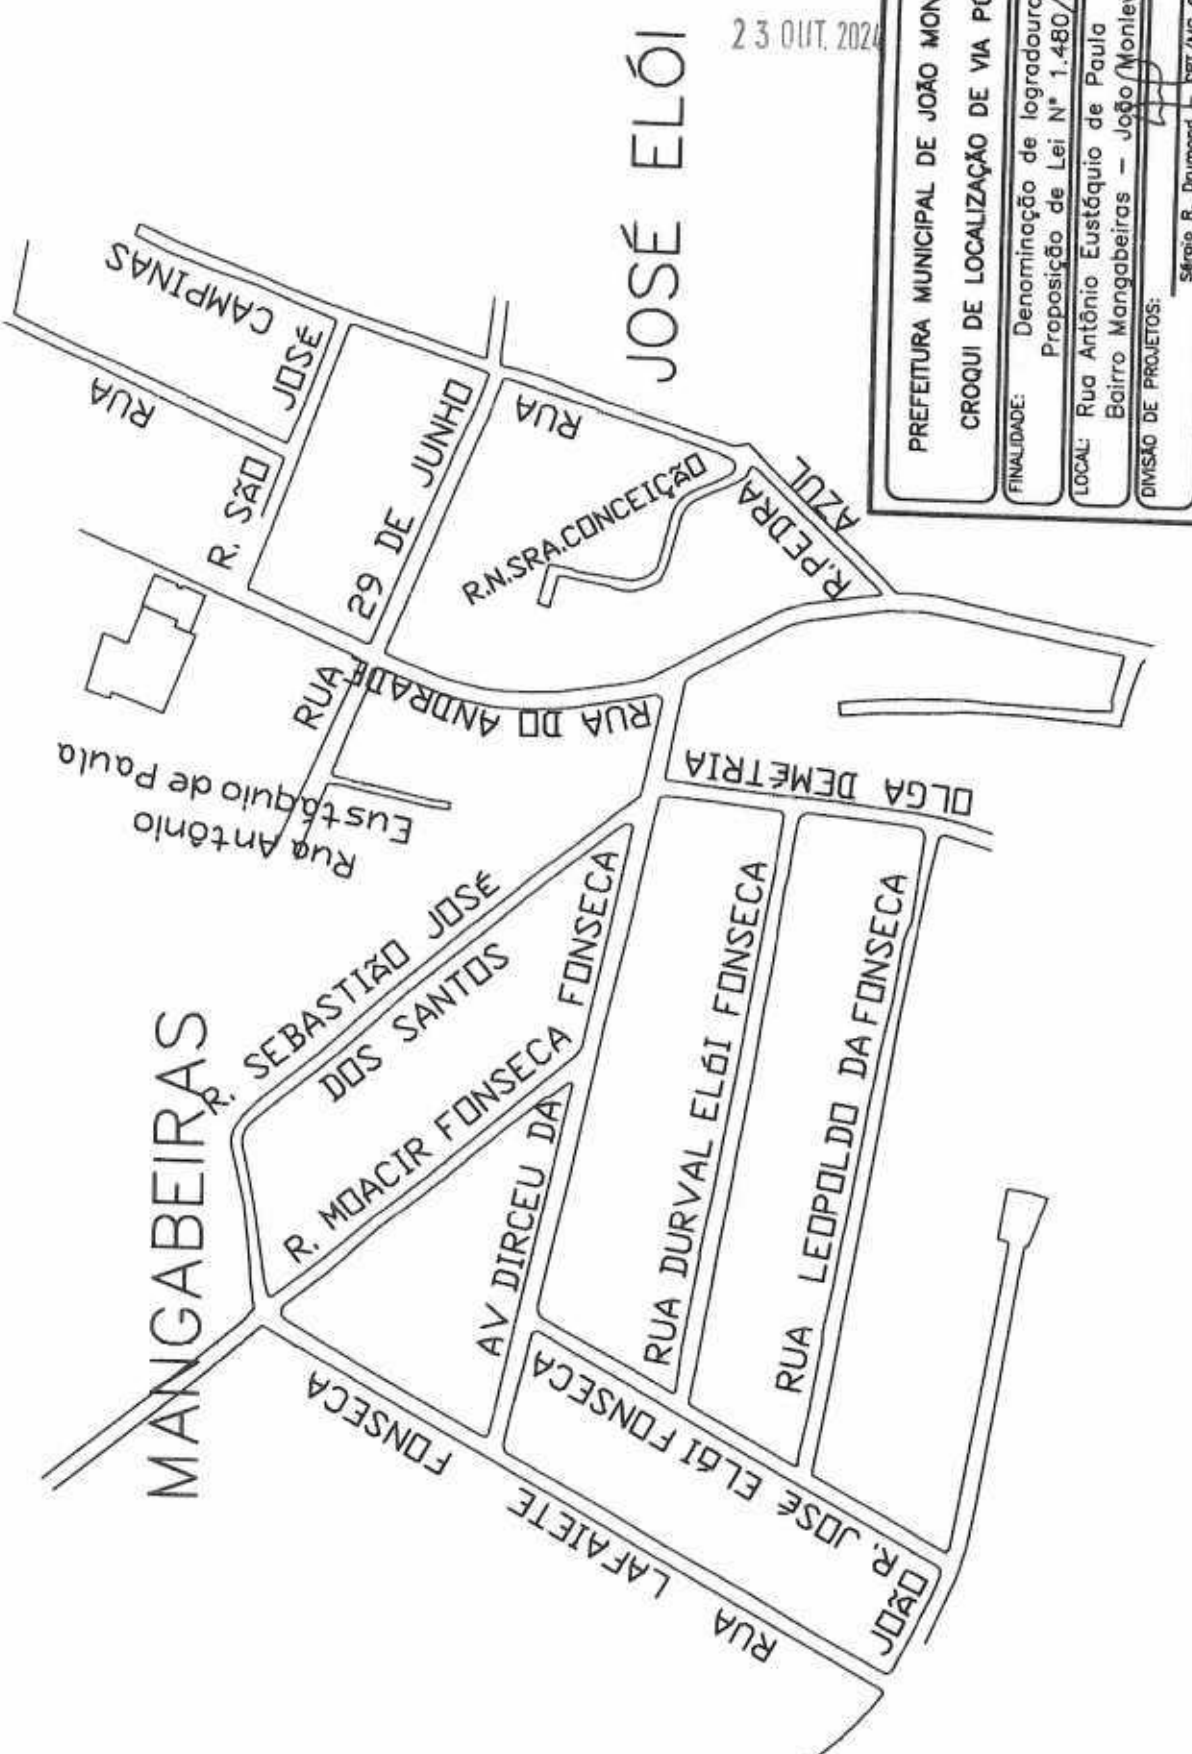 MANGABEIRAS
JOSÉ ELÓI
23 OUT. 2024
RUA
CAMPINAS
R. SÃO JOSÉ
RUA 29 DE JUNHO
RUA
R.N.SRA.CONCEIÇÃO
R.PEDRA
AZUL
RUA DO ANDRADE
Rua Antônio
Eustáquio de Paula
OLGA DEMÉTRIA
R. SEBASTIÃO JOSÉ
DOS SANTOS
R. MOACIR FONSECA
AV DIRCEU DA FONSECA
RUA DURVAL ELÓI FONSECA
RUA LEOPOLDO DA FONSECA
R. JOSÉ ELÓI FONSECA
RUA LAFAIETE FONSECA
JOÃO
PREFEITURA MUNICIPAL DE JOÃO MON
CROQUI DE LOCALIZAÇÃO DE VIA PÚ
FINALIDADE: Denominação de logradouro
Proposição de Lei N° 1.480/
LOCAL: Rua Antônio Eustáquio de Paula
Bairro Mangabeiras – João Monlev
DIVISÃO DE PROJETOS:
Sérgio R. Drumond –